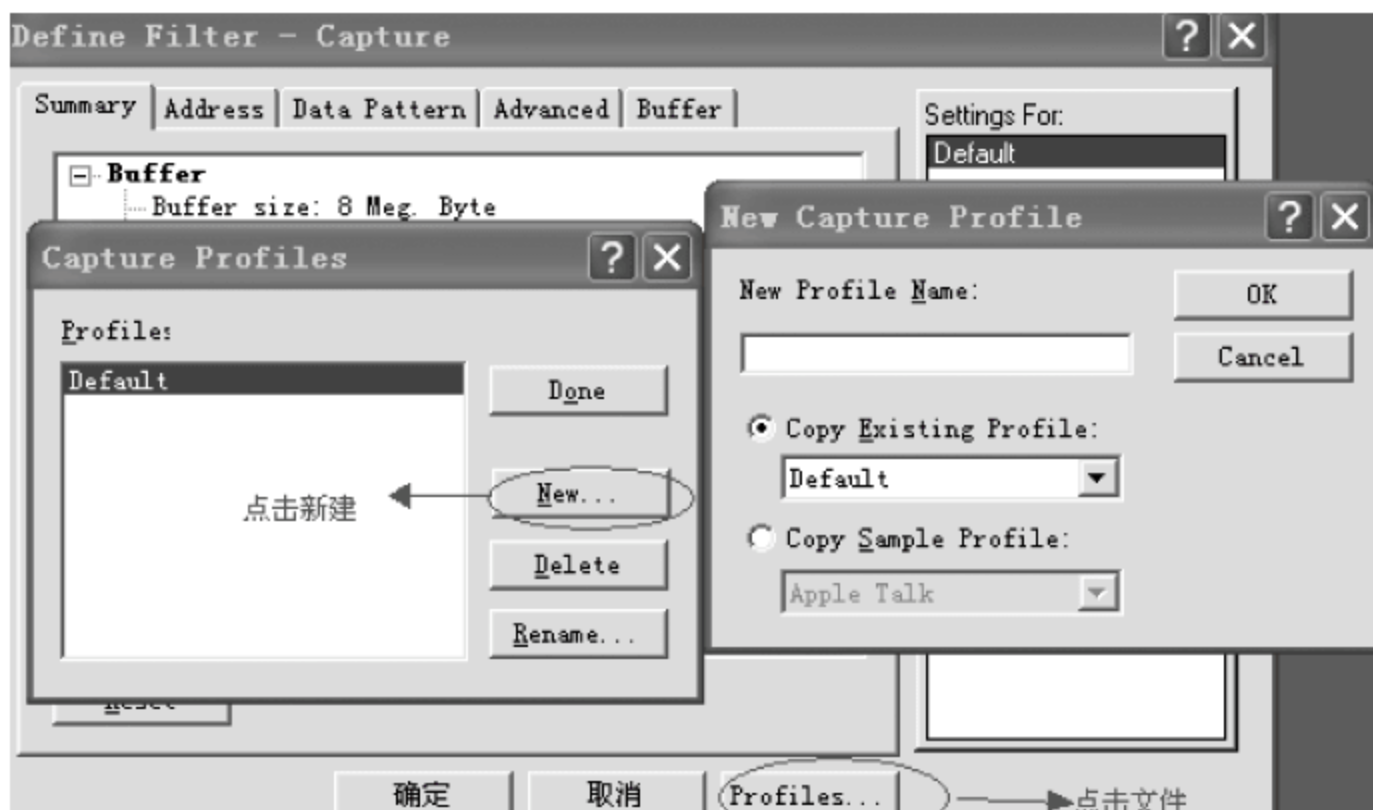 Define Filter - Capture
Summary Address Data Pattern Advanced Buffer
Settings For:
Default
Buffer
Buffer size: 8 Meg. Byte
Capture Profiles
Profiles
Default
Done
New...
Delete
Rename...
点击新建
New Capture Profile
New Profile Name:
OK
Cancel
Copy Existing Profile:
Default
Copy Sample Profile:
Apple Talk
确定 取消 Profiles...
点击文件